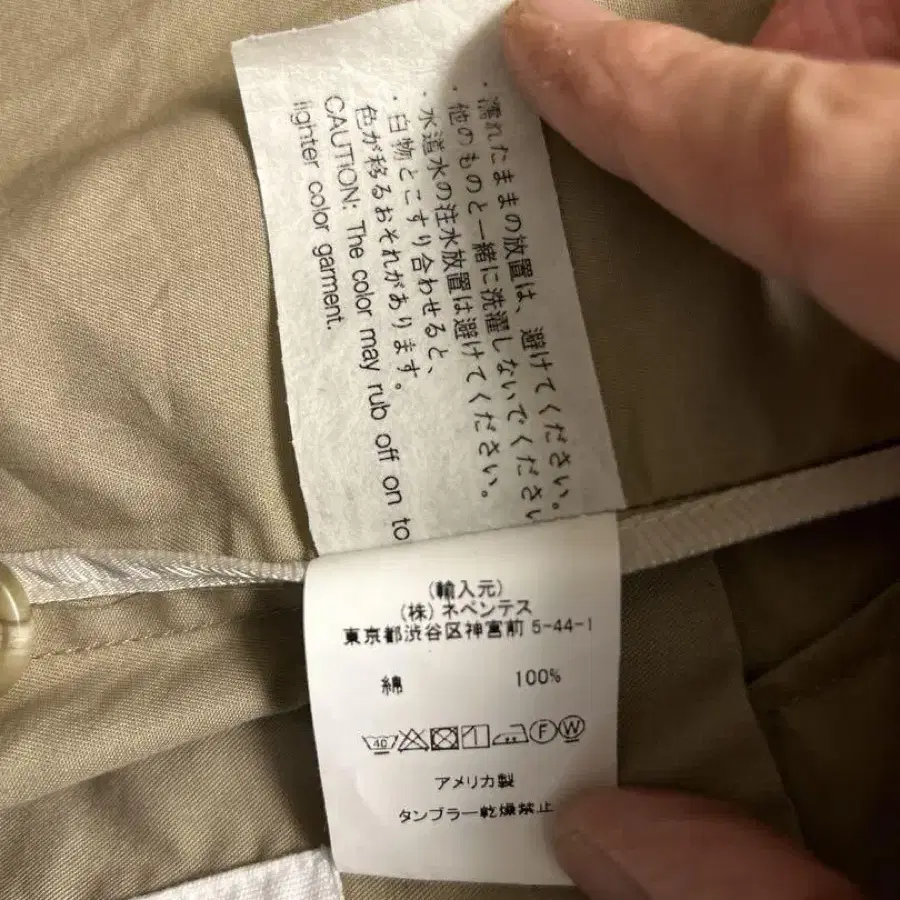 ・濡れたままの放置は、避けてください。
・他のものと一緒に洗濯しないでください
・水道水の注水放置は避けてください。
・白物とこすり合わせると、
色が移るおそれがあります。
CAUTION: The color may rub off on to
lighter color garment.
(輸入元)
(株) ネペンテス
東京都渋谷区神宮前 5-44-1
綿 100%
40 F W
アメリカ製
タンブラー乾燥禁止